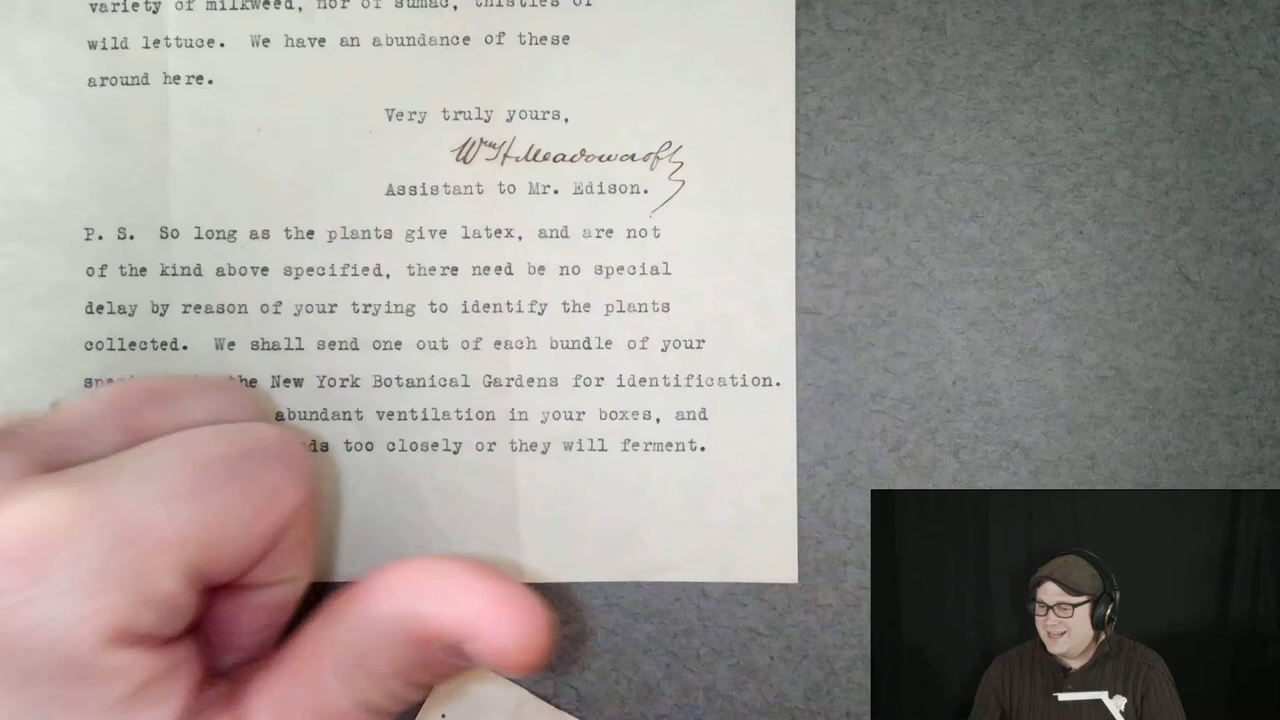 variety of milkweed, nor of sumac, thistles or
wild lettuce.  We have an abundance of these
around here.
Very truly yours,
Wm H Meadowcroft
Assistant to Mr. Edison.
P. S.  So long as the plants give latex, and are not
of the kind above specified, there need be no special
delay by reason of your trying to identify the plants
collected.  We shall send one out of each bundle of your
the New York Botanical Gardens for identification.
abundant ventilation in your boxes, and
too closely or they will ferment.